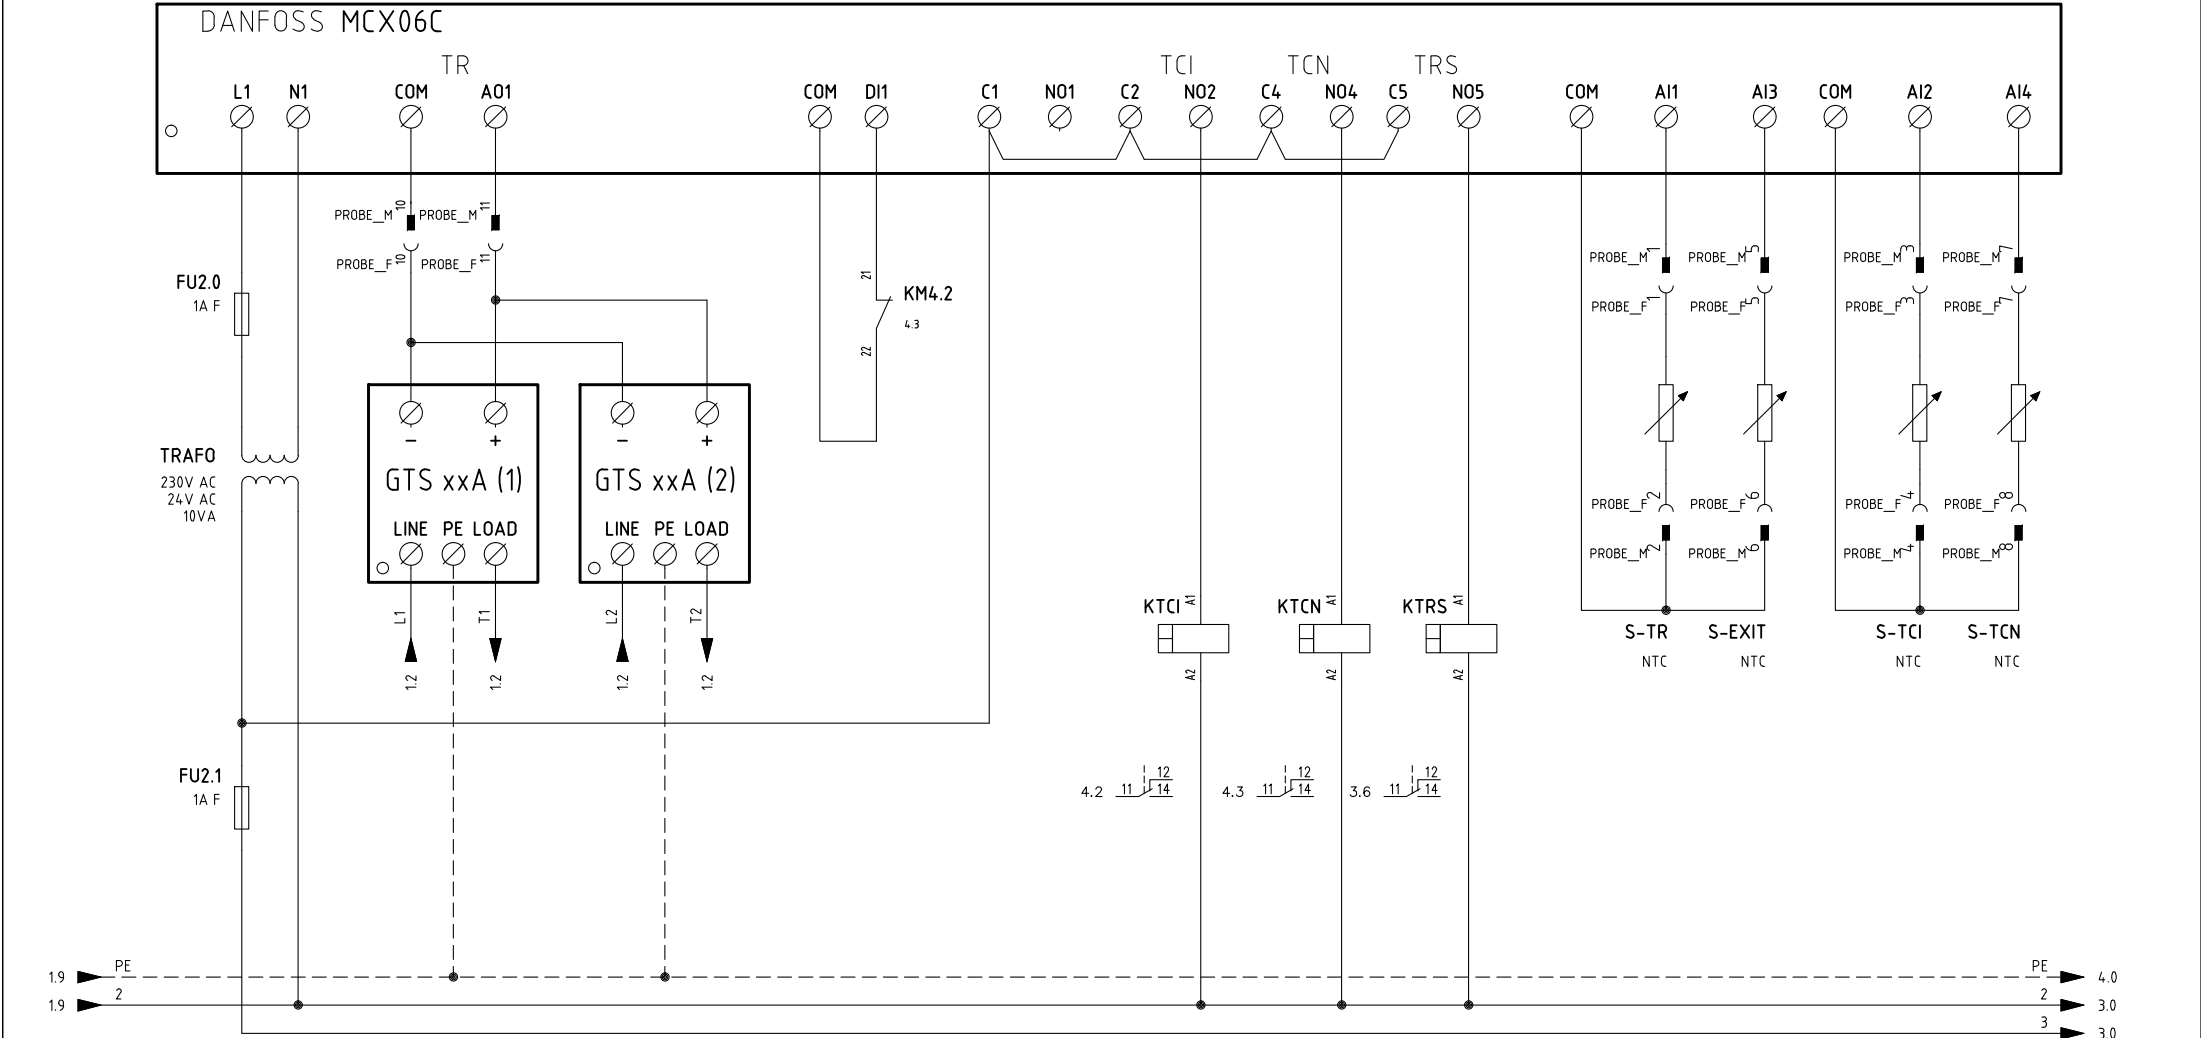 DANFOSS MCX06C
TR TCI TCN TRS
L1 N1 COM AO1 COM DI1 C1 NO1 C2 NO2 C4 NO4 C5 NO5 COM AI1 AI3 COM AI2 AI4
PROBE_M 10 PROBE_M 11
PROBE_F 10 PROBE_F 11
PROBE_M 1 PROBE_M 5 PROBE_M 3 PROBE_M 7
PROBE_F 1 PROBE_F 5 PROBE_F 3 PROBE_F 7
FU2.0
1A F
21
KM4.2
4.3
22
TRAFO
230V AC
24V AC
10VA
- + - +
GTS xxA (1) GTS xxA (2)
LINE PE LOAD LINE PE LOAD
PROBE_F 2 PROBE_F 6 PROBE_F 4 PROBE_F 8
PROBE_M 2 PROBE_M 6 PROBE_M 4 PROBE_M 8
L1 T1 L2 T2
1.2 1.2 1.2 1.2
KTCI A1 KTCN A1 KTRS A1
A2 A2 A2
S-TR S-EXIT S-TCI S-TCN
NTC NTC NTC NTC
FU2.1
1A F
12 12 12
4.2 11 14 4.3 11 14 3.6 11 14
PE PE
1.9 4.0
2 2
1.9 3.0
3
3.0